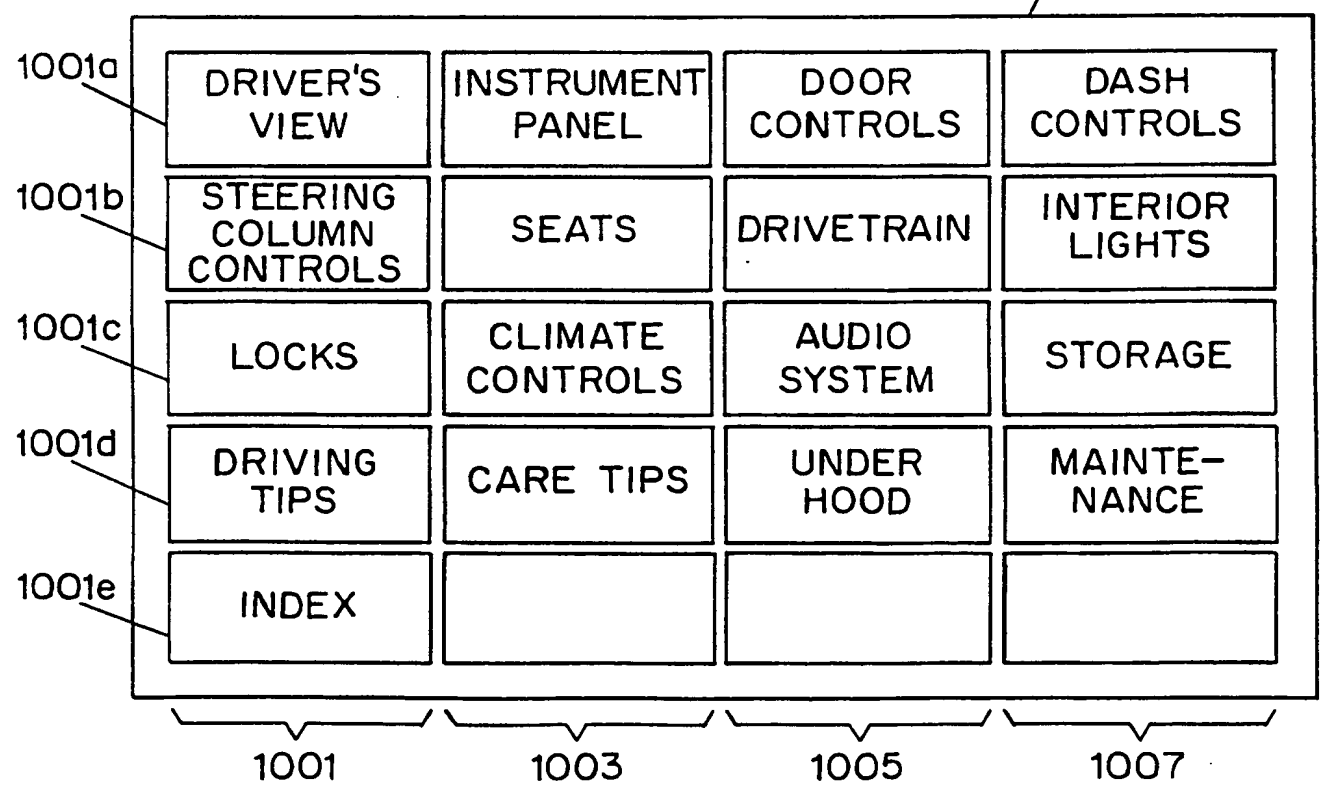 1001a
DRIVER'S
VIEW
INSTRUMENT
PANEL
DOOR
CONTROLS
DASH
CONTROLS
1001b
STEERING
COLUMN
CONTROLS
SEATS
DRIVETRAIN
INTERIOR
LIGHTS
1001c
LOCKS
CLIMATE
CONTROLS
AUDIO
SYSTEM
STORAGE
1001d
DRIVING
TIPS
CARE TIPS
UNDER
HOOD
MAINTE-
NANCE
1001e
INDEX
1001
1003
1005
1007